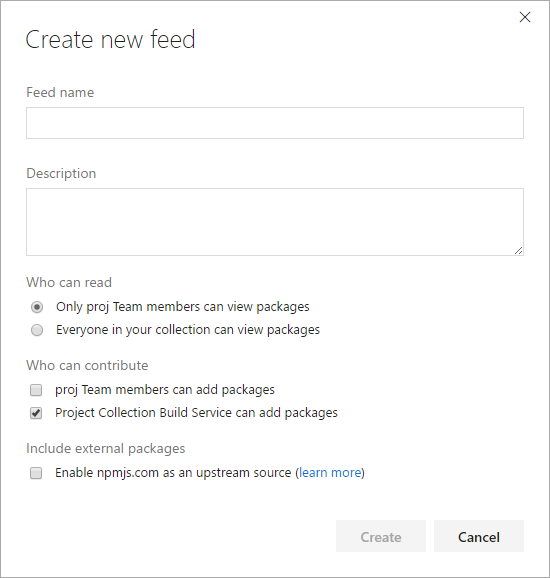 Create new feed
Feed name
Description
Who can read
Only proj Team members can view packages
Everyone in your collection can view packages
Who can contribute
proj Team members can add packages
Project Collection Build Service can add packages
Include external packages
Enable npmjs.com as an upstream source (learn more)
Create Cancel